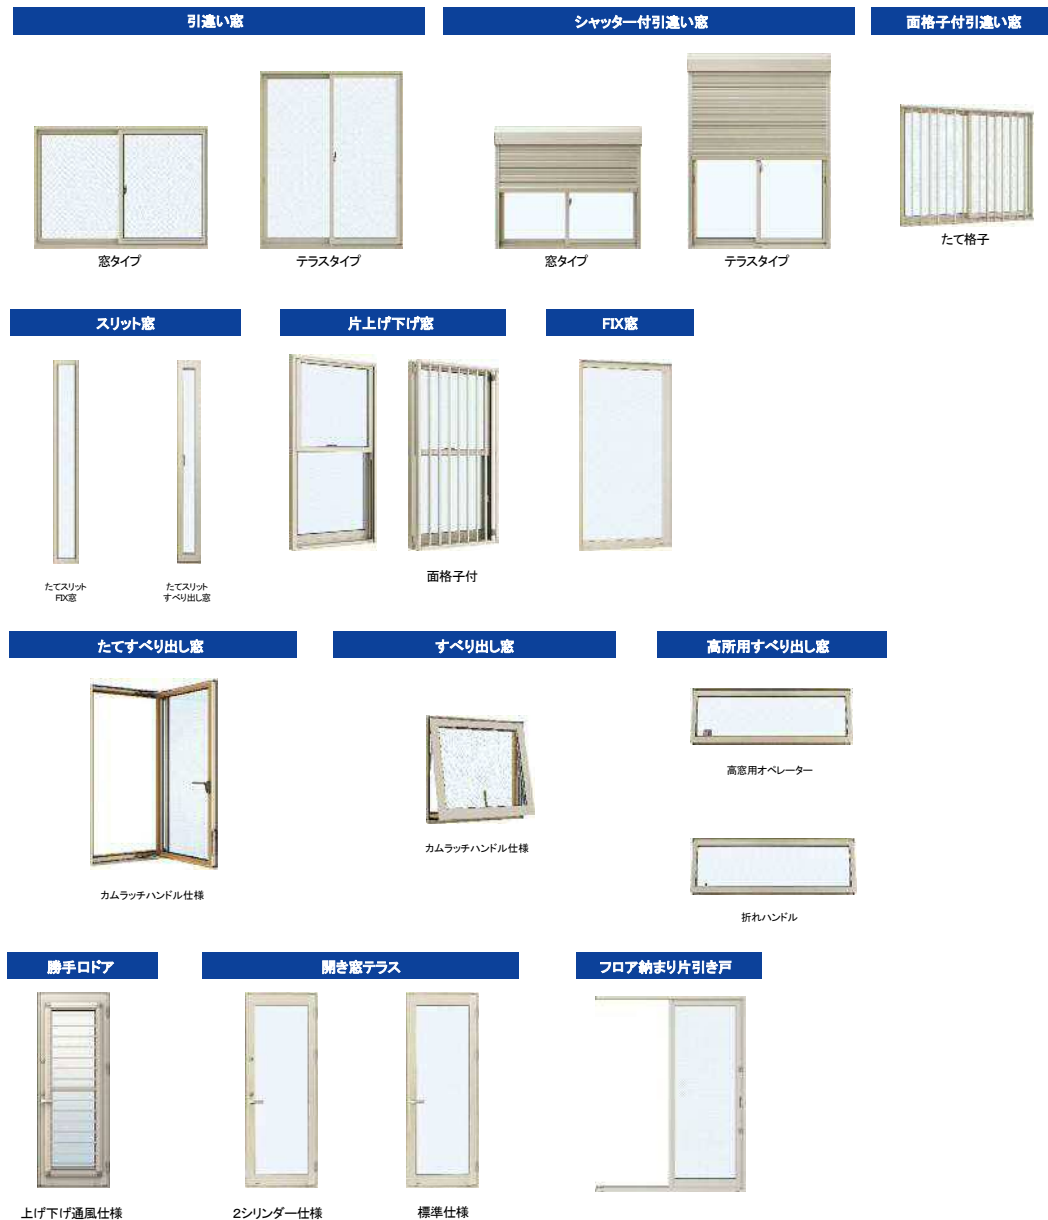 引違い窓
シャッター付引違い窓
面格子付引違い窓
窓タイプ
テラスタイプ
窓タイプ
テラスタイプ
たて格子
スリット窓
片上げ下げ窓
FIX窓
たてスリット
FIX窓
たてスリット
すべり出し窓
面格子付
たてすべり出し窓
すべり出し窓
高所用すべり出し窓
カムラッチハンドル仕様
カムラッチハンドル仕様
高窓用オペレーター
折れハンドル
勝手口ドア
開き窓テラス
フロア納まり片引き戸
上げ下げ通風仕様
2シリンダー仕様
標準仕様